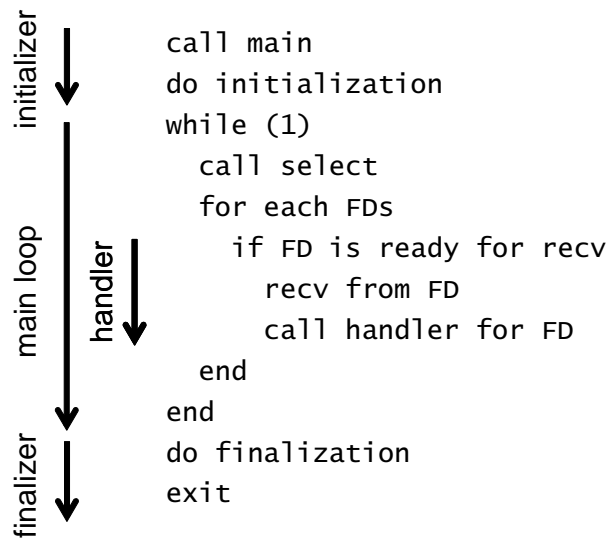 initializer
main loop
handler
finalizer
call main
do initialization
while (1)
call select
for each FDs
if FD is ready for recv
recv from FD
call handler for FD
end
end
do finalization
exit